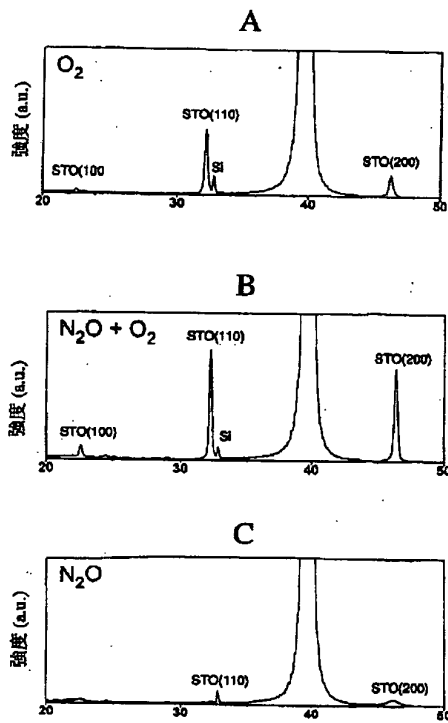 A
O₂
強度 (a.u.)
STO(100
STO(110)
SI
STO(200)
20
30
40
50
B
N₂O + O₂
強度 (a.u.)
STO(100)
STO(110)
SI
STO(200)
20
30
40
50
C
N₂O
強度 (a.u.)
STO(110)
STO(200)
20
30
40
50